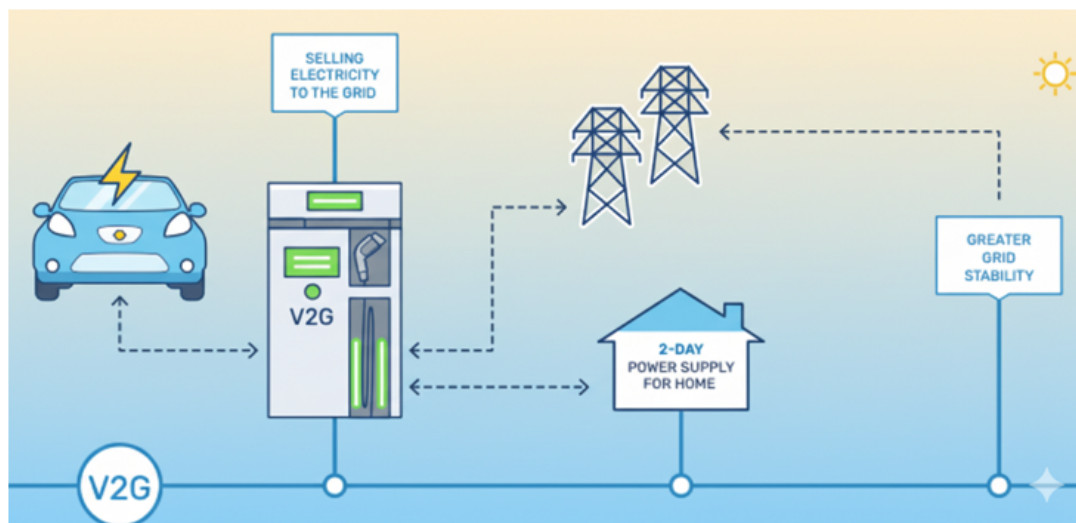 SELLING
ELECTRICITY
TO THE GRID
V2G
2-DAY
POWER SUPPLY
FOR HOME
GREATER
GRID
STABILITY
V2G